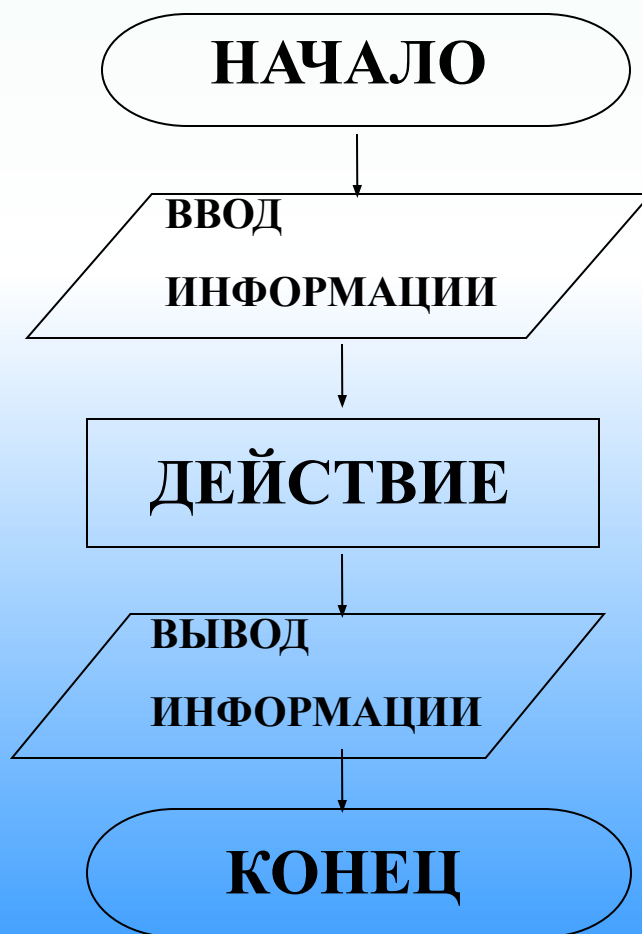 НАЧАЛО
ВВОД
ИНФОРМАЦИИ
ДЕЙСТВИЕ
ВЫВОД
ИНФОРМАЦИИ
КОНЕЦ